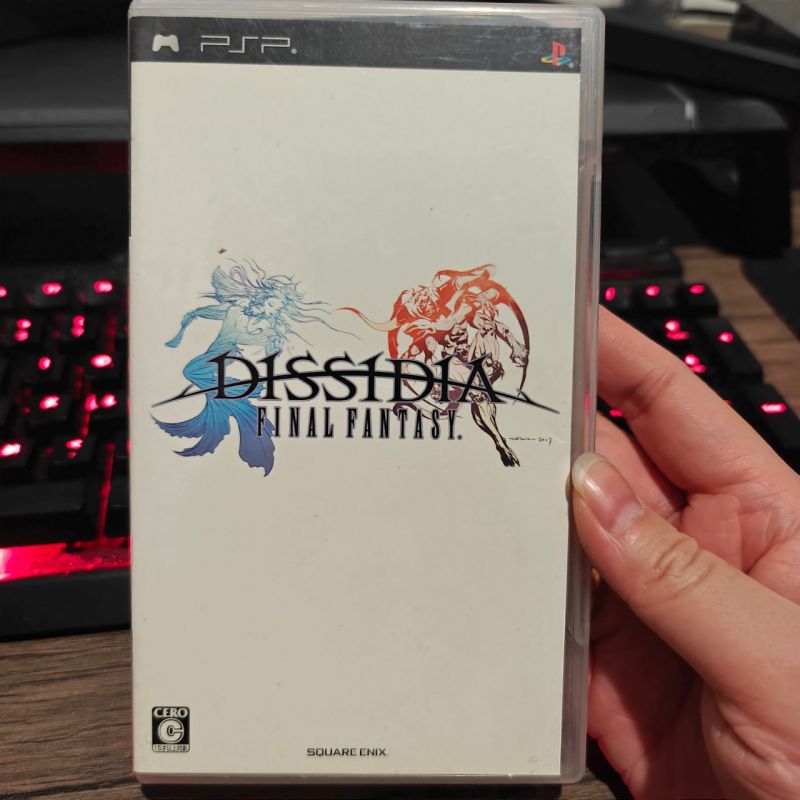 PSP
DISSIDIA
FINAL FANTASY®
CERO
C
SQUARE ENIX